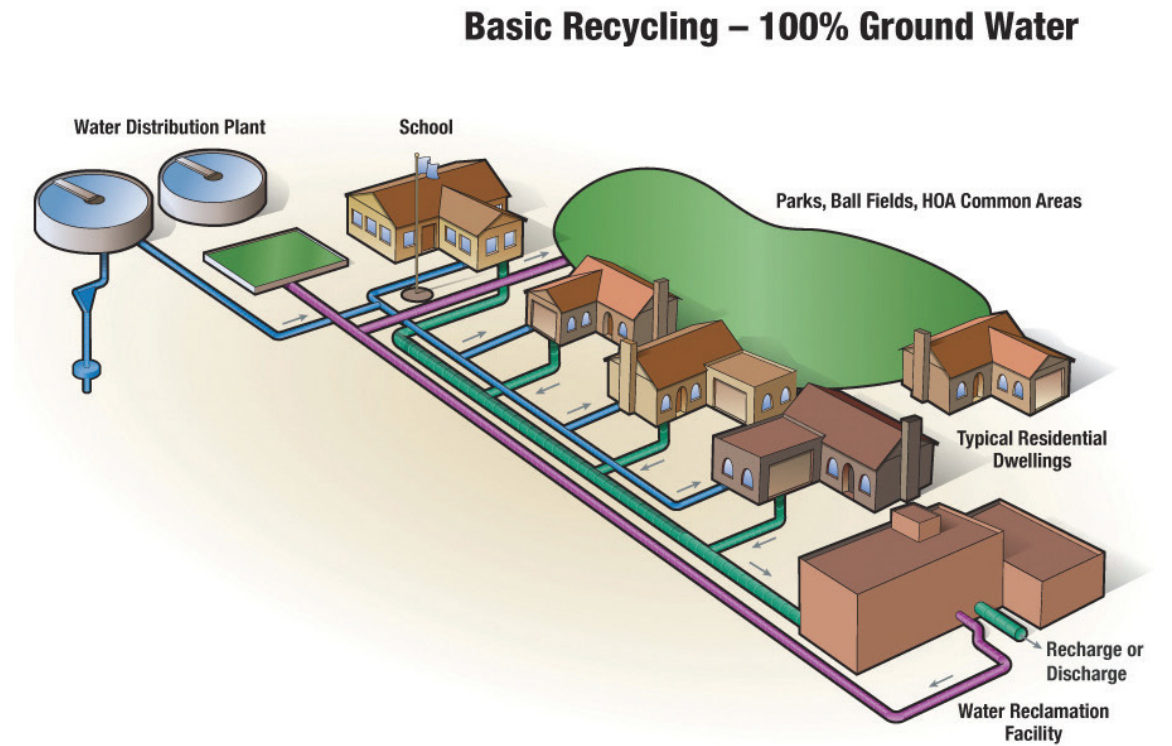 Basic Recycling – 100% Ground Water
Water Distribution Plant
School
Parks, Ball Fields, HOA Common Areas
Typical Residential
Dwellings
Recharge or
Discharge
Water Reclamation
Facility